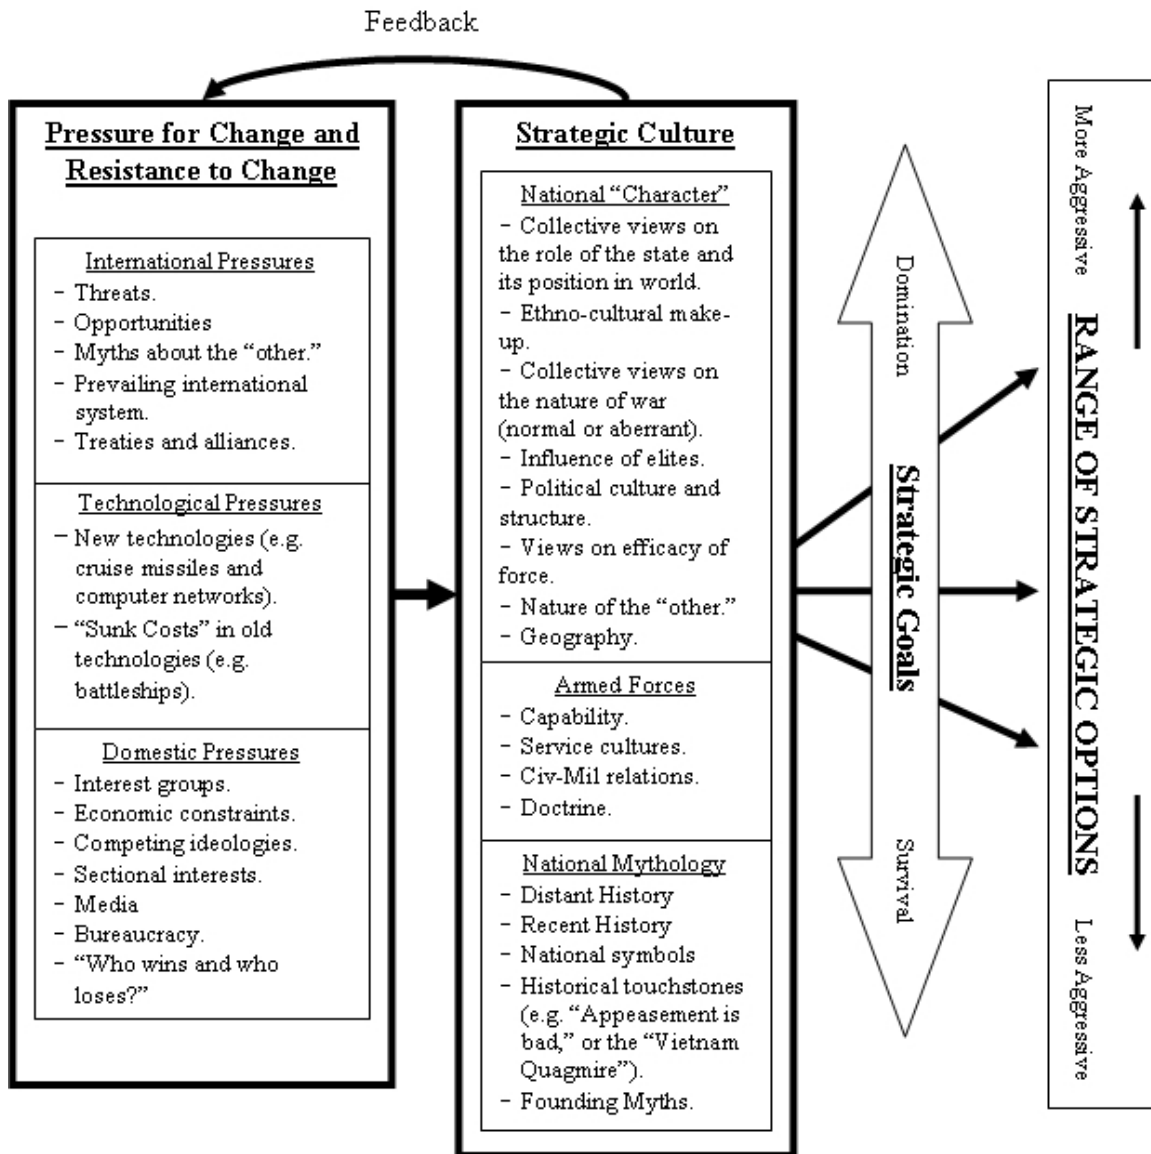 Feedback
Pressure for Change and
Resistance to Change
International Pressures
- Threats.
- Opportunities
- Myths about the “other.”
- Prevailing international
system.
- Treaties and alliances.
Technological Pressures
- New technologies (e.g.
cruise missiles and
computer networks).
- “Sunk Costs” in old
technologies (e.g.
battleships).
Domestic Pressures
- Interest groups.
- Economic constraints.
- Competing ideologies.
- Sectional interests.
- Media
- Bureaucracy.
- “Who wins and who
loses?”
Strategic Culture
National “Character”
- Collective views on
the role of the state and
its position in world.
- Ethno-cultural make-
up.
- Collective views on
the nature of war
(normal or aberrant).
- Influence of elites.
- Political culture and
structure.
- Views on efficacy of
force.
- Nature of the “other.”
- Geography.
Armed Forces
- Capability.
- Service cultures.
- Civ-Mil relations.
- Doctrine.
National Mythology
- Distant History
- Recent History
- National symbols
- Historical touchstones
(e.g. “Appeasement is
bad,” or the “Vietnam
Quagmire”).
- Founding Myths.
Domination
Strategic Goals
Survival
More Aggressive
RANGE OF STRATEGIC OPTIONS
Less Aggressive